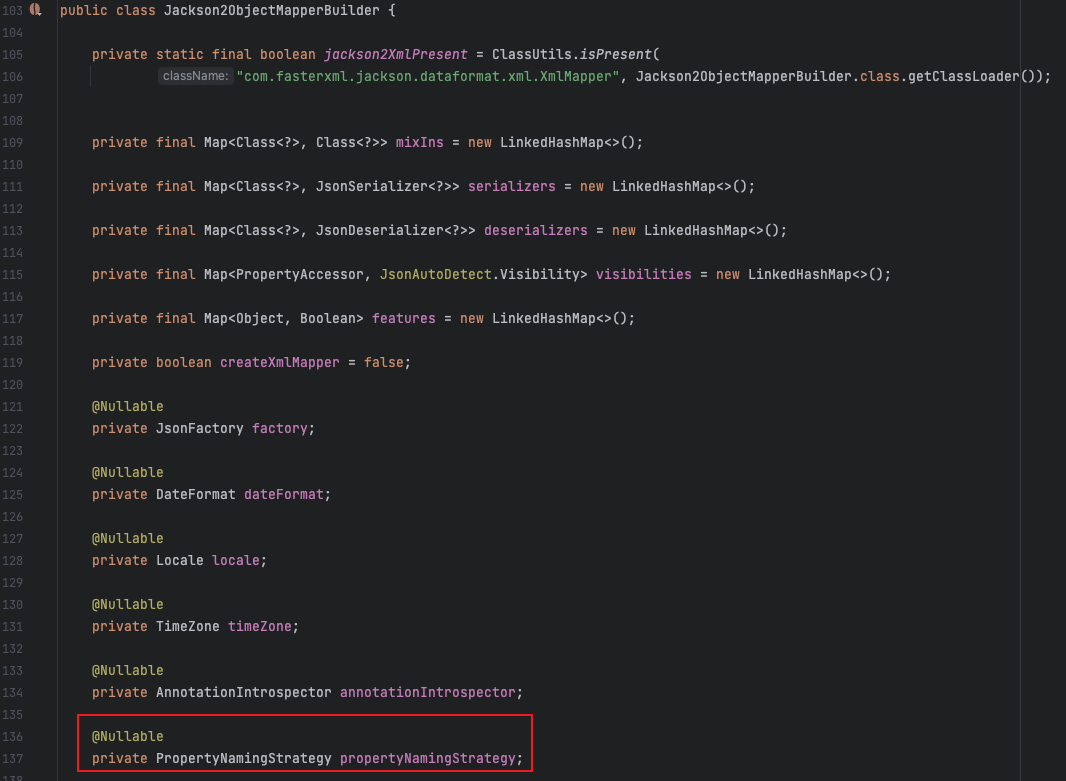 103 public class Jackson2ObjectMapperBuilder {
104
105 private static final boolean jackson2XmlPresent = ClassUtils.isPresent(
106 className: "com.fasterxml.jackson.dataformat.xml.XmlMapper", Jackson2ObjectMapperBuilder.class.getClassLoader());
107
108
109 private final Map<Class<?>, Class<?>> mixIns = new LinkedHashMap<>();
110
111 private final Map<Class<?>, JsonSerializer<?>> serializers = new LinkedHashMap<>();
112
113 private final Map<Class<?>, JsonDeserializer<?>> deserializers = new LinkedHashMap<>();
114
115 private final Map<PropertyAccessor, JsonAutoDetect.Visibility> visibilities = new LinkedHashMap<>();
116
117 private final Map<Object, Boolean> features = new LinkedHashMap<>();
118
119 private boolean createXmlMapper = false;
120
121 @Nullable
122 private JsonFactory factory;
123
124 @Nullable
125 private DateFormat dateFormat;
126
127 @Nullable
128 private Locale locale;
129
130 @Nullable
131 private TimeZone timeZone;
132
133 @Nullable
134 private AnnotationIntrospector annotationIntrospector;
135
136 @Nullable
137 private PropertyNamingStrategy propertyNamingStrategy;
138